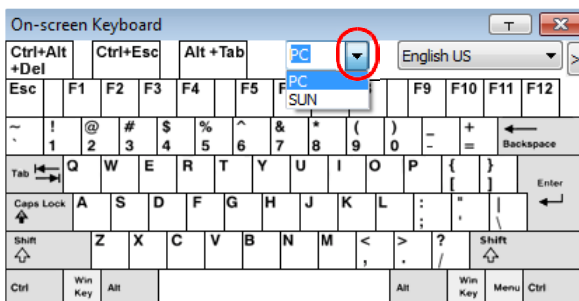 On-screen Keyboard T X
Ctrl+Alt +Del Ctrl+Esc Alt +Tab PC English US >
PC
SUN
Esc F1 F2 F3 F4 F5 F9 F10 F11 F12
~ ` ! 1 @ 2 # 3 $ 4 % 5 ^ 6 & 7 * 8 ( 9 ) 0 _ - + = Backspace
Tab Q W E R T Y U I O P { [ } ] Enter
Caps Lock A S D F G H J K L : ; " ' | \
Shift Z X C V B N M < , > . ? / Shift
Ctrl Win Key Alt Alt Win Key Menu Ctrl